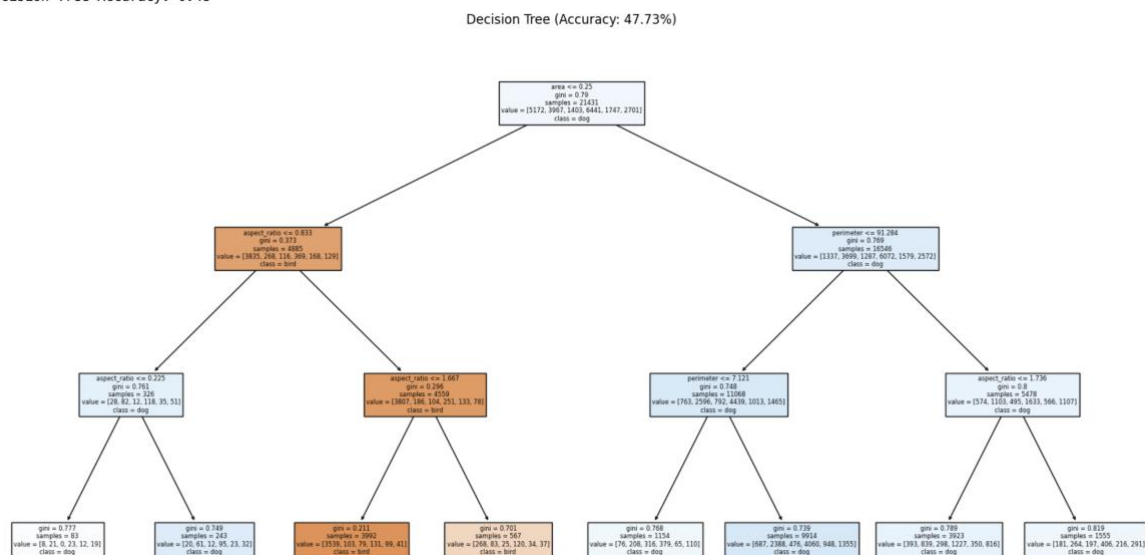 Decision Tree (Accuracy: 47.73%)
area <= 0.25
gini = 0.79
samples = 21431
value = [5172, 3967, 1403, 6441, 1747, 2701]
class = dog
aspect_ratio <= 0.833
gini = 0.373
samples = 4885
value = [3835, 268, 116, 369, 168, 129]
class = bird
perimeter <= 91.284
gini = 0.769
samples = 16546
value = [1337, 3699, 1287, 6072, 1579, 2572]
class = dog
aspect_ratio <= 0.225
gini = 0.761
samples = 326
value = [28, 82, 12, 118, 35, 51]
class = dog
aspect_ratio <= 1.667
gini = 0.296
samples = 4559
value = [3807, 186, 104, 251, 133, 78]
class = bird
perimeter <= 7.121
gini = 0.748
samples = 11068
value = [763, 2596, 792, 4439, 1013, 1465]
class = dog
aspect_ratio <= 1.736
gini = 0.8
samples = 5478
value = [574, 1103, 495, 1633, 566, 1107]
class = dog
gini = 0.777
samples = 83
value = [8, 21, 0, 23, 12, 19]
class = dog
gini = 0.749
samples = 243
value = [20, 61, 12, 95, 23, 32]
class = dog
gini = 0.211
samples = 3992
value = [3539, 103, 79, 131, 99, 41]
class = bird
gini = 0.701
samples = 567
value = [268, 83, 25, 120, 34, 37]
class = bird
gini = 0.768
samples = 1154
value = [76, 208, 316, 379, 65, 110]
class = dog
gini = 0.739
samples = 9914
value = [687, 2388, 476, 4060, 948, 1355]
class = dog
gini = 0.789
samples = 3923
value = [393, 839, 298, 1227, 350, 816]
class = dog
gini = 0.819
samples = 1555
value = [181, 264, 197, 406, 216, 291]
class = dog